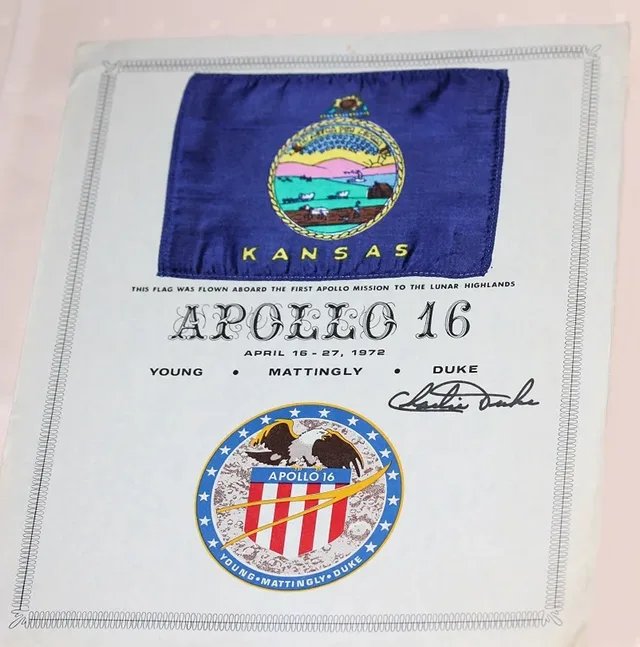 KANSAS
THIS FLAG WAS FLOWN ABOARD THE FIRST APOLLO MISSION TO THE LUNAR HIGHLANDS
APOLLO 16
APRIL 16 - 27, 1972
YOUNG • MATTINGLY • DUKE
Charlie Duke
APOLLO 16
YOUNG • MATTINGLY • DUKE